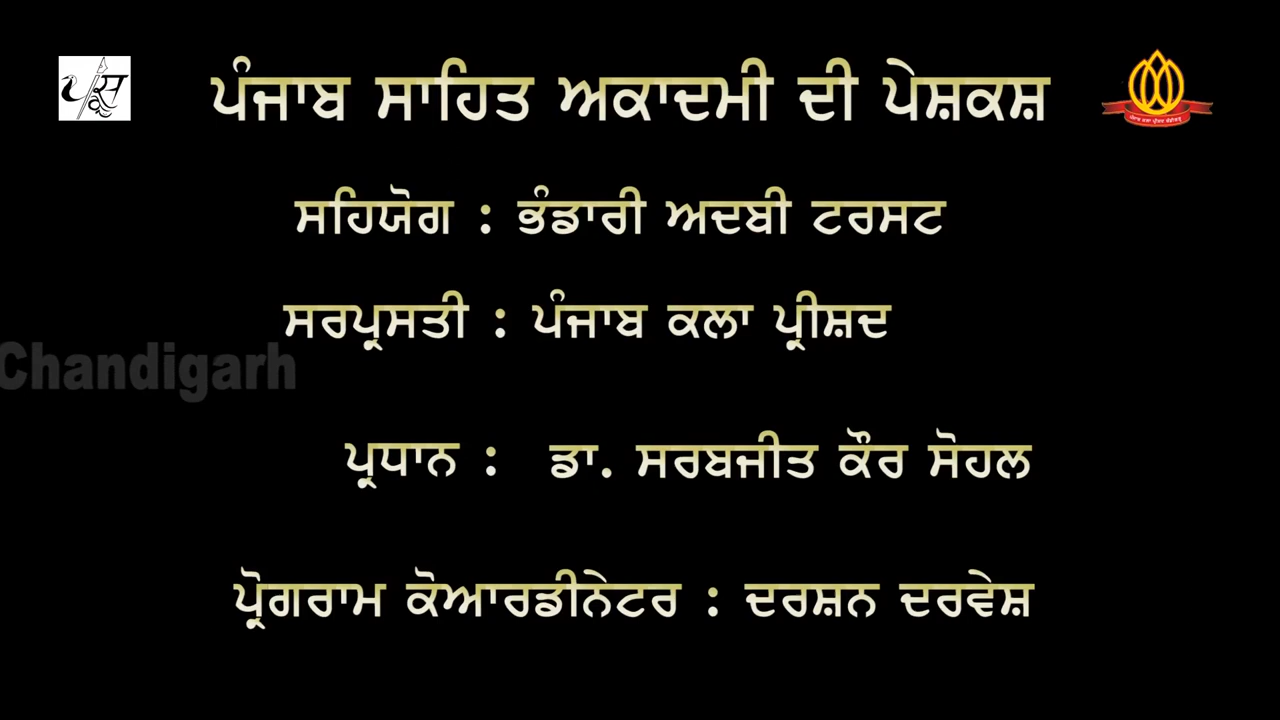 ਪੰਜਾਬ ਸਾਹਿਤ ਅਕਾਦਮੀ ਦੀ ਪੇਸ਼ਕਸ਼
ਸਹਿਯੋਗ : ਭੰਡਾਰੀ ਅਦਬੀ ਟਰਸਟ
ਸਰਪ੍ਰਸਤੀ : ਪੰਜਾਬ ਕਲਾ ਪ੍ਰੀਸ਼ਦ
Chandigarh
ਪ੍ਰਧਾਨ : ਡਾ. ਸਰਬਜੀਤ ਕੌਰ ਸੋਹਲ
ਪ੍ਰੋਗਰਾਮ ਕੋਆਰਡੀਨੇਟਰ : ਦਰਸ਼ਨ ਦਰਵੇਸ਼